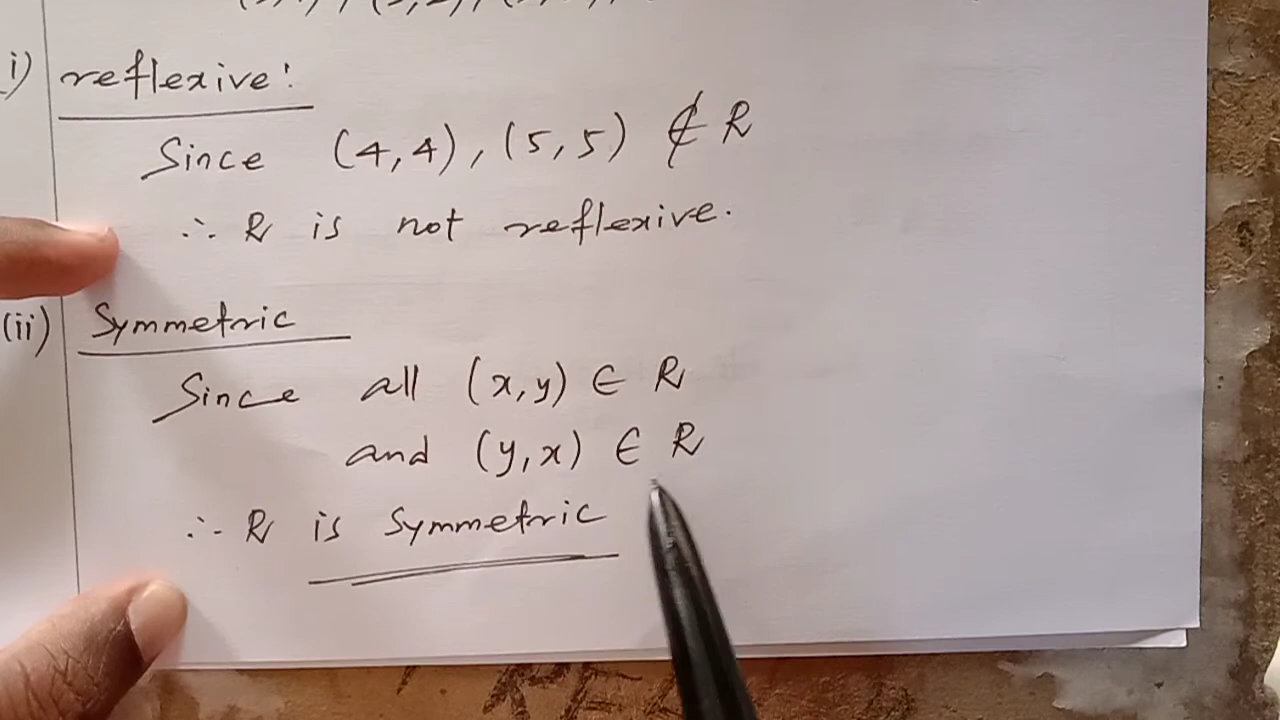 i) reflexive:
Since (4,4), (5,5) ∉ R
∴ R is not reflexive.
(ii) Symmetric
Since all (x,y) ∈ R
and (y,x) ∈ R
∴ R is symmetric